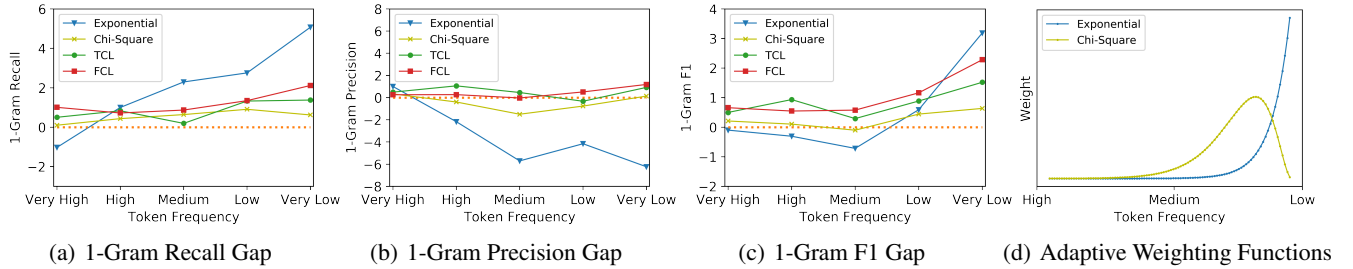 6
4
2
0
−2
1-Gram Recall
Exponential
Chi-Square
TCL
FCL
Very High High Medium Low Very Low
Token Frequency
(a) 1-Gram Recall Gap
8
6
4
2
0
−2
−4
−6
−8
1-Gram Precision
Exponential
Chi-Square
TCL
FCL
Very High High Medium Low Very Low
Token Frequency
(b) 1-Gram Precision Gap
4
3
2
1
0
−1
−2
1-Gram F1
Exponential
Chi-Square
TCL
FCL
Very High High Medium Low Very Low
Token Frequency
(c) 1-Gram F1 Gap
Weight
Exponential
Chi-Square
High Medium Low
Token Frequency
(d) Adaptive Weighting Functions